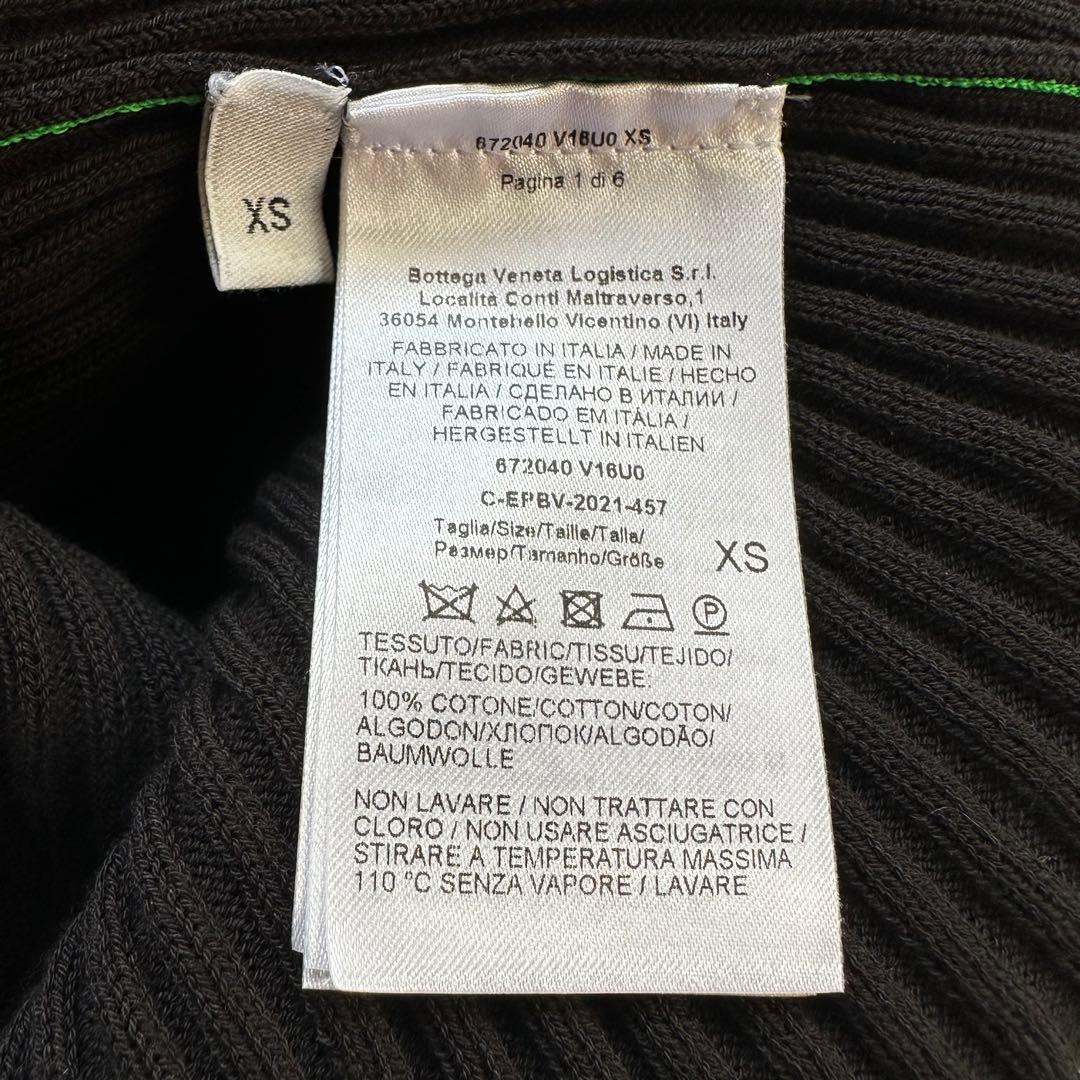 XS
672040 V16U0 XS
Pagina 1 di 6
Bottega Veneta Logistica S.r.l.
Località Conti Maltraverso,1
36054 Montebello Vicentino (VI) Italy
FABBRICATO IN ITALIA / MADE IN
ITALY / FABRIQUÉ EN ITALIE / HECHO
EN ITALIA / СДЕЛАНО В ИТАЛИИ /
FABRICADO EM ITÁLIA /
HERGESTELLT IN ITALIEN
672040 V16U0
C-EPBV-2021-457
Taglia/Size/Taille/Talla/
Размер/Tamanho/Größe XS
P
TESSUTO/FABRIC/TISSU/TEJIDO/
ТКАНЬ/TECIDO/GEWEBE:
100% COTONE/COTTON/COTON/
ALGODON/ХЛОПОК/ALGODÃO/
BAUMWOLLE
NON LAVARE / NON TRATTARE CON
CLORO / NON USARE ASCIUGATRICE /
STIRARE A TEMPERATURA MASSIMA
110 °C SENZA VAPORE / LAVARE